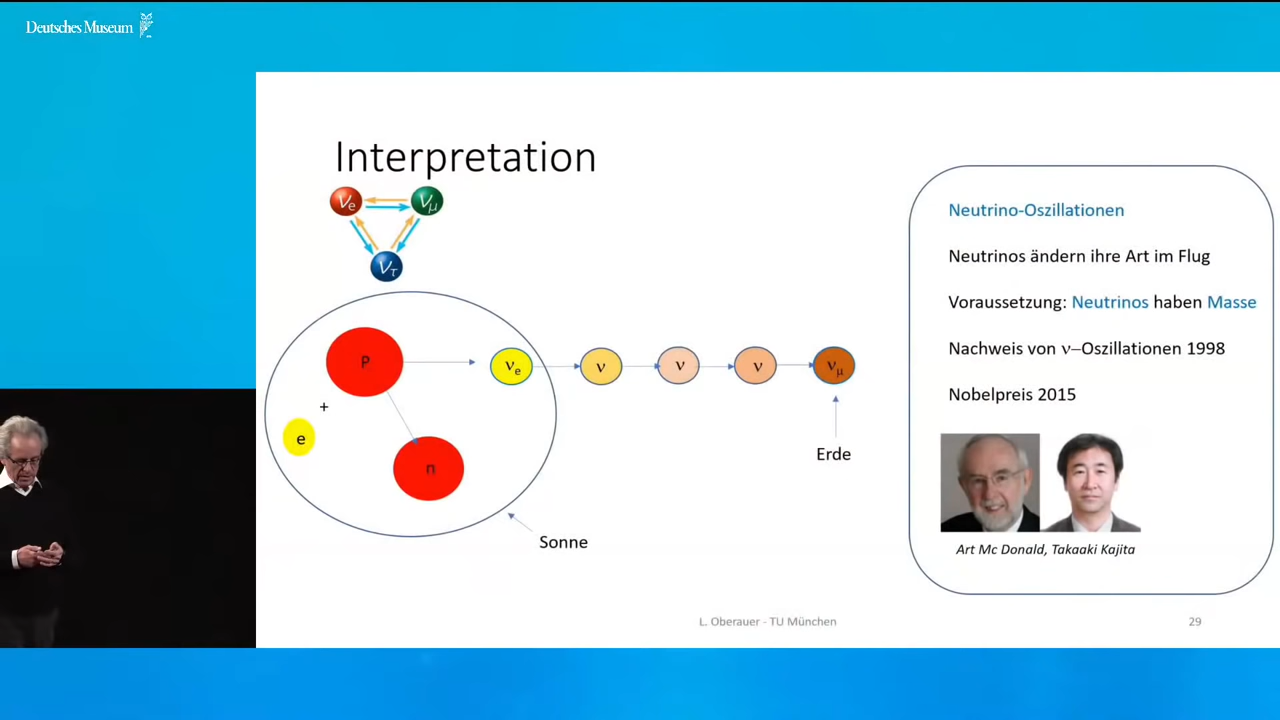 Deutsches Museum
Interpretation
νe
νμ
ντ
P
νe
ν
ν
ν
νμ
+
e
n
Erde
Sonne
Neutrino-Oszillationen
Neutrinos ändern ihre Art im Flug
Voraussetzung: Neutrinos haben Masse
Nachweis von ν–Oszillationen 1998
Nobelpreis 2015
Art Mc Donald, Takaaki Kajita
L. Oberauer - TU München
29